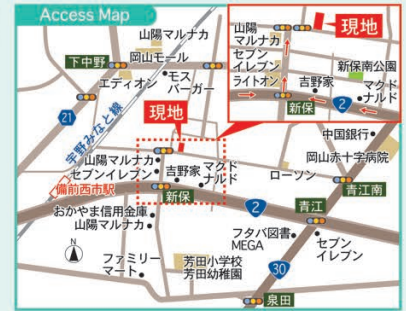 Access Map
山陽マルナカ
岡山モール
下中野
エディオン
モス
バーガー
21
宇野みなと線
現地
山陽マルナカ
セブンイレブン
吉野家
マクド
ナルド
備前西市駅
新保
おかやま信用金庫
山陽マルナカ
N
ファミリー
マート
芳田小学校
芳田幼稚園
2
フタバ図書
MEGA
30
泉田
セブン
イレブン
青江
ローソン
青江南
岡山赤十字病院
中国銀行
山陽
マルナカ
セブン
イレブン
ライトオン
現地
新保南公園
吉野家
マクド
ナルド
新保
2